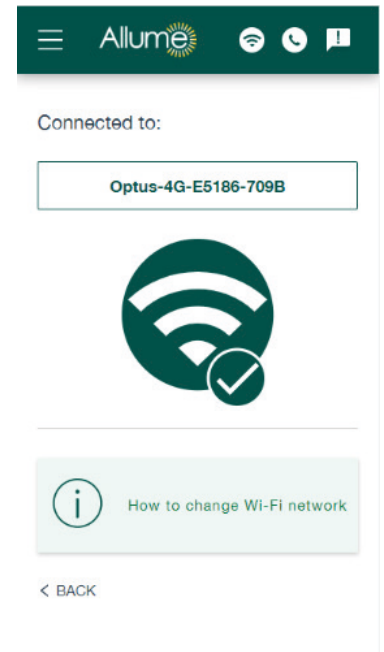 Allume
Connected to:
Optus-4G-E5186-709B
i
How to change Wi-Fi network
< BACK